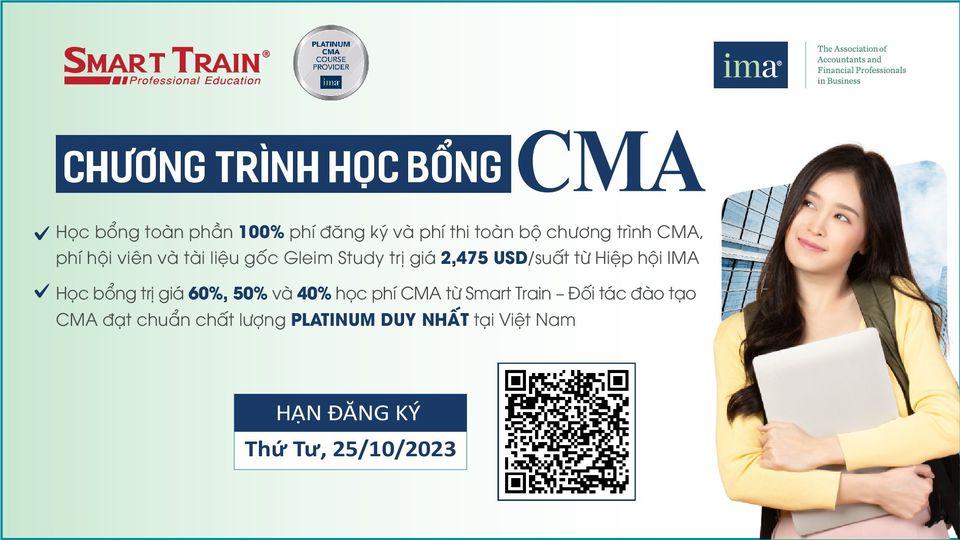 SMART TRAIN®
Professional Education
PLATINUM
CMA
COURSE
PROVIDER
ima
ima®
The Association of
Accountants and
Financial Professionals
in Business
CHƯƠNG TRÌNH HỌC BỔNG CMA
Học bổng toàn phần 100% phí đăng ký và phí thi toàn bộ chương trình CMA,
phí hội viên và tài liệu gốc Gleim Study trị giá 2,475 USD/suất từ Hiệp hội IMA
Học bổng trị giá 60%, 50% và 40% học phí CMA từ Smart Train – Đối tác đào tạo
CMA đạt chuẩn chất lượng PLATINUM DUY NHẤT tại Việt Nam
HẠN ĐĂNG KÝ
Thứ Tư, 25/10/2023